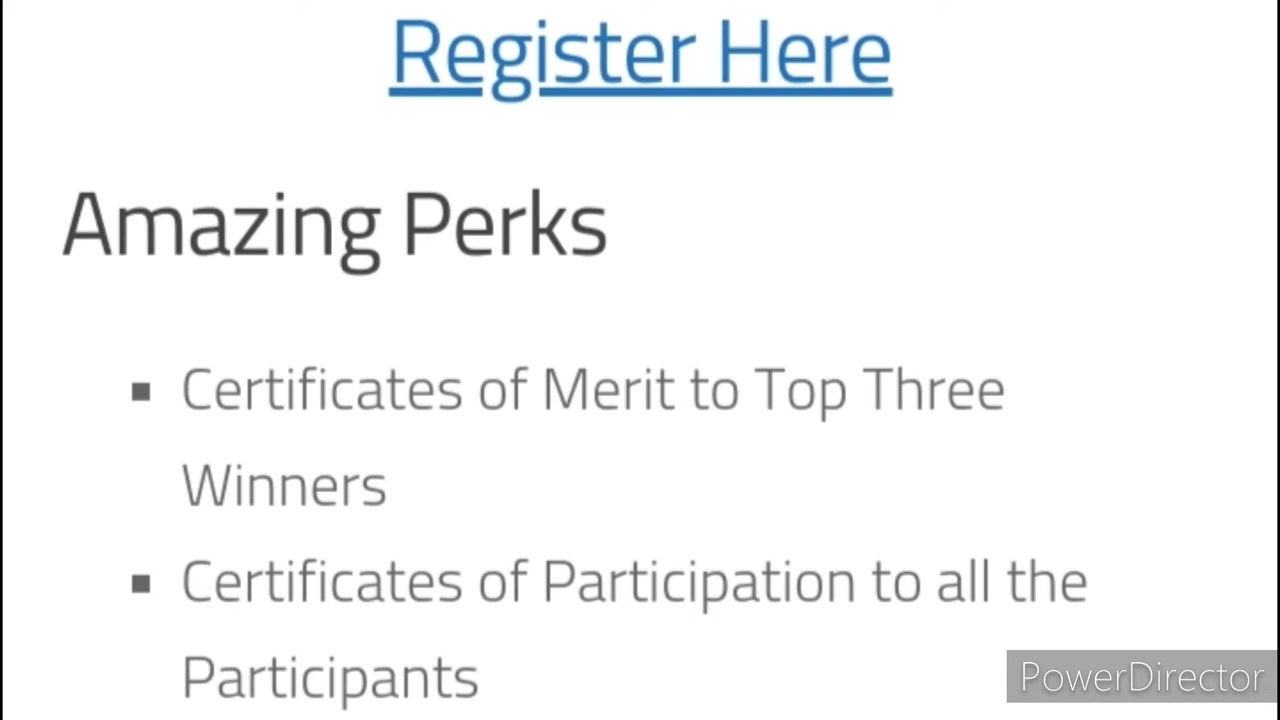 Register Here
Amazing Perks
▪ Certificates of Merit to Top Three
Winners
▪ Certificates of Participation to all the
Participants
PowerDirector